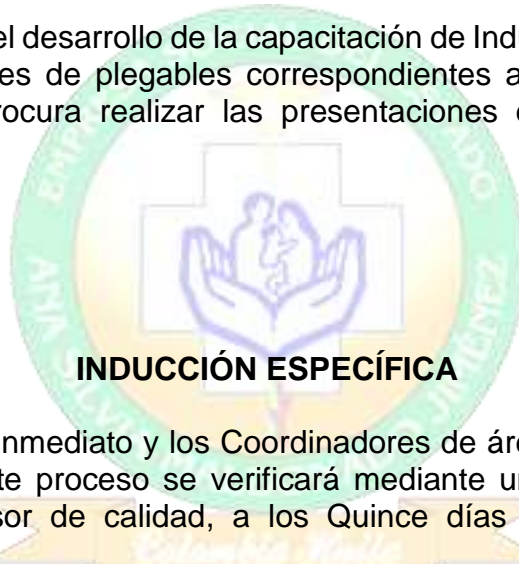 el desarrollo de la capacitación de Indu
es de plegables correspondientes a
rocura realizar las presentaciones
INDUCCIÓN ESPECÍFICA
nmediato y los Coordinadores de áre
te proceso se verificará mediante un
sor de calidad, a los Quince días